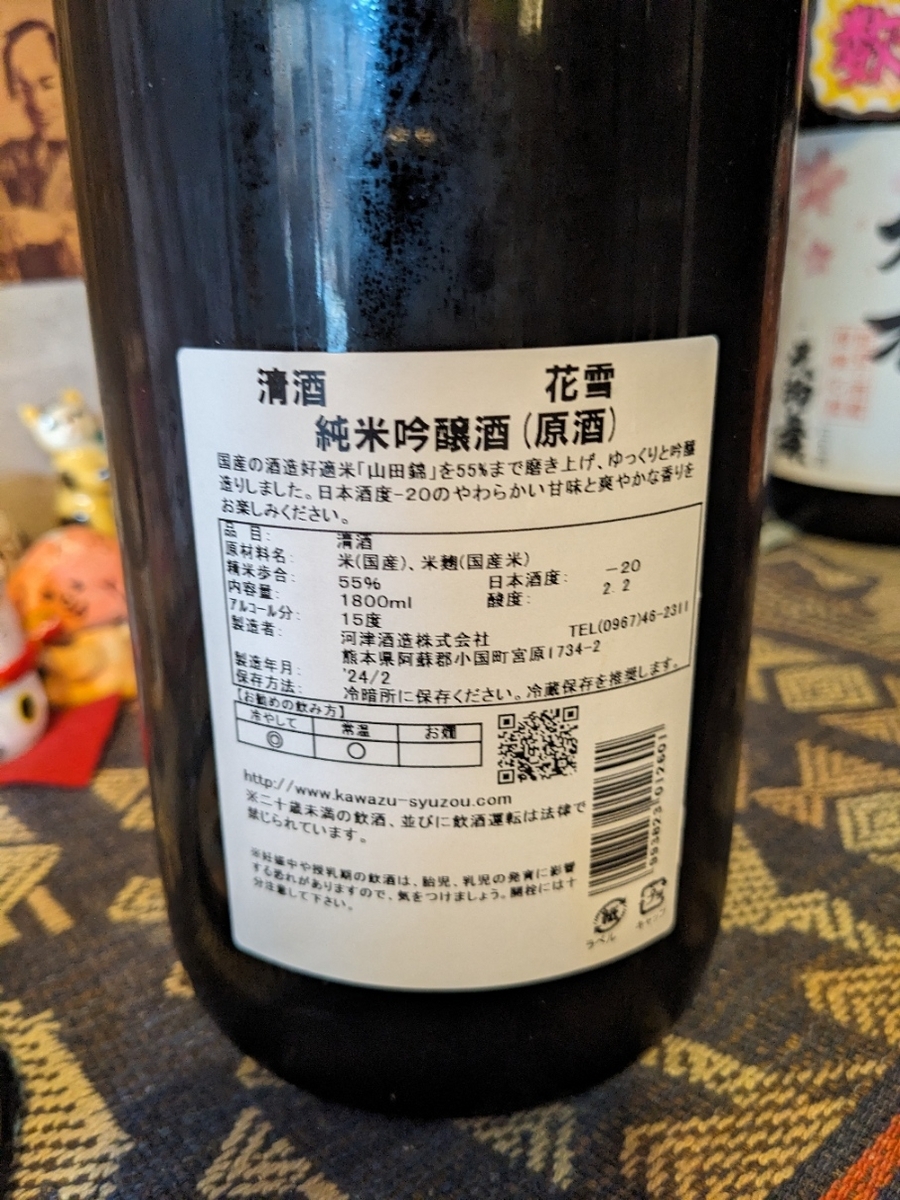 清酒 花雪
純米吟醸酒(原酒)
国産の酒造好適米「山田錦」を55%まで磨き上げ、ゆっくりと吟醸
造りしました。日本酒度-20のやわらかい甘味と爽やかな香りを
お楽しみください。
品 目: 清酒
原材料名: 米(国産)、米麹(国産米)
精米歩合: 55% 日本酒度: -20
内容量: 1800ml 酸度: 2.2
アルコール分: 15度
製造者: 河津酒造株式会社 TEL(0967)46-2311
熊本県阿蘇郡小国町宮原1734-2
製造年月: '24/2
保存方法: 冷暗所に保存ください。冷蔵保存を推奨します。
【お勧めの飲み方】
冷やして 常温 お燗
◎ ○
http://www.kawazu-syuzou.com
※二十歳未満の飲酒、並びに飲酒運転は法律で
禁じられています。
※妊娠中や授乳期の飲酒は、胎児、乳児の発育に影響
する恐れがありますので、気をつけましょう。開栓には十
分注意して下さい。
紙
ラベル
キャップ
歓